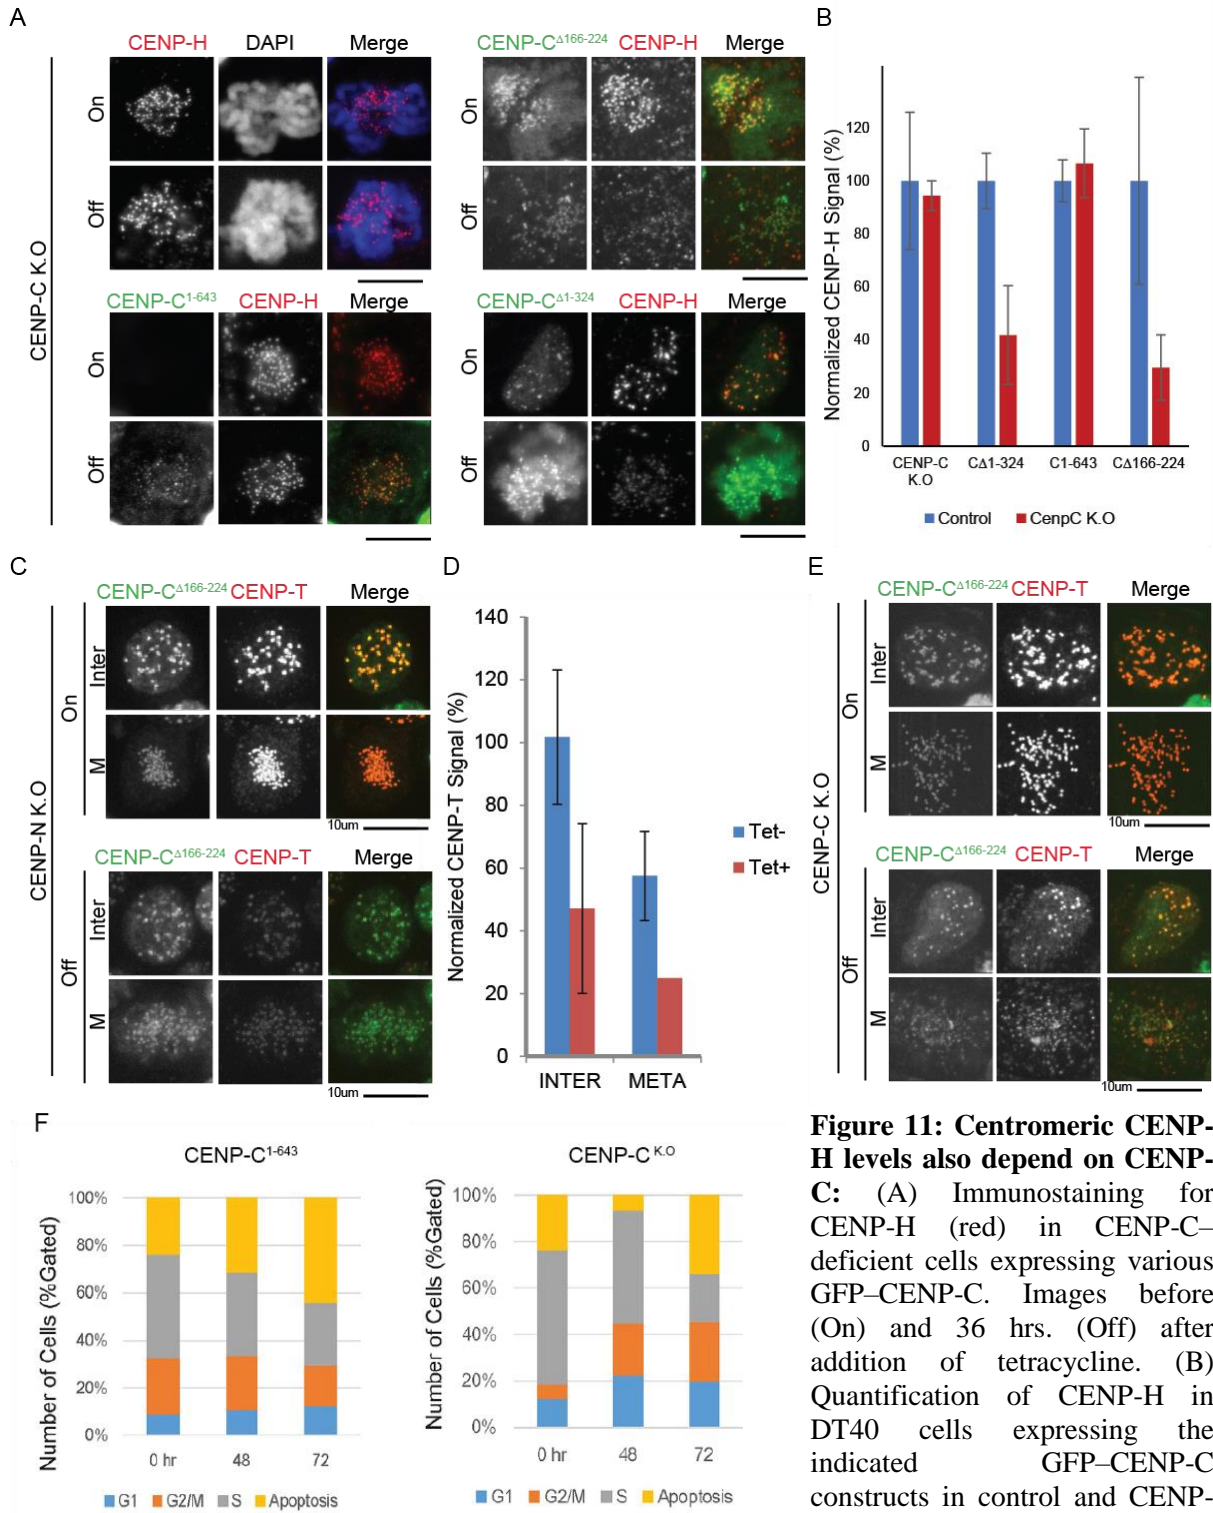 A
CENP-H DAPI Merge
CENP-C K.O
On
Off
CENP-C^Δ166-224 CENP-H Merge
On
Off
CENP-C^1-643 CENP-H Merge
On
Off
CENP-C^Δ1-324 CENP-H Merge
On
Off
B
Normalized CENP-H Signal (%)
120
100
80
60
40
20
0
CENP-C K.O
CΔ1-324
C1-643
CΔ166-224
Control CenpC K.O
C
CENP-C^Δ166-224 CENP-T Merge
CENP-N K.O
On
Inter
M
10um
CENP-C^Δ166-224 CENP-T Merge
Off
Inter
M
10um
D
Normalized CENP-T Signal (%)
140
120
100
80
60
40
20
0
INTER META
Tet-
Tet+
E
CENP-C^Δ166-224 CENP-T Merge
CENP-C K.O
On
Inter
M
10um
CENP-C^Δ166-224 CENP-T Merge
Off
Inter
M
10um
F
CENP-C^1-643
Number of Cells (%Gated)
100%
80%
60%
40%
20%
0%
0 hr 48 72
G1 G2/M S Apoptosis
CENP-C^K.O
Number of Cells (%Gated)
100%
80%
60%
40%
20%
0%
0 hr 48 72
G1 G2/M S Apoptosis
Figure 11: Centromeric CENP-
H levels also depend on CENP-
C: (A) Immunostaining for
CENP-H (red) in CENP-C–
deficient cells expressing various
GFP–CENP-C. Images before
(On) and 36 hrs. (Off) after
addition of tetracycline. (B)
Quantification of CENP-H in
DT40 cells expressing the
indicated GFP–CENP-C
constructs in control and CENP-